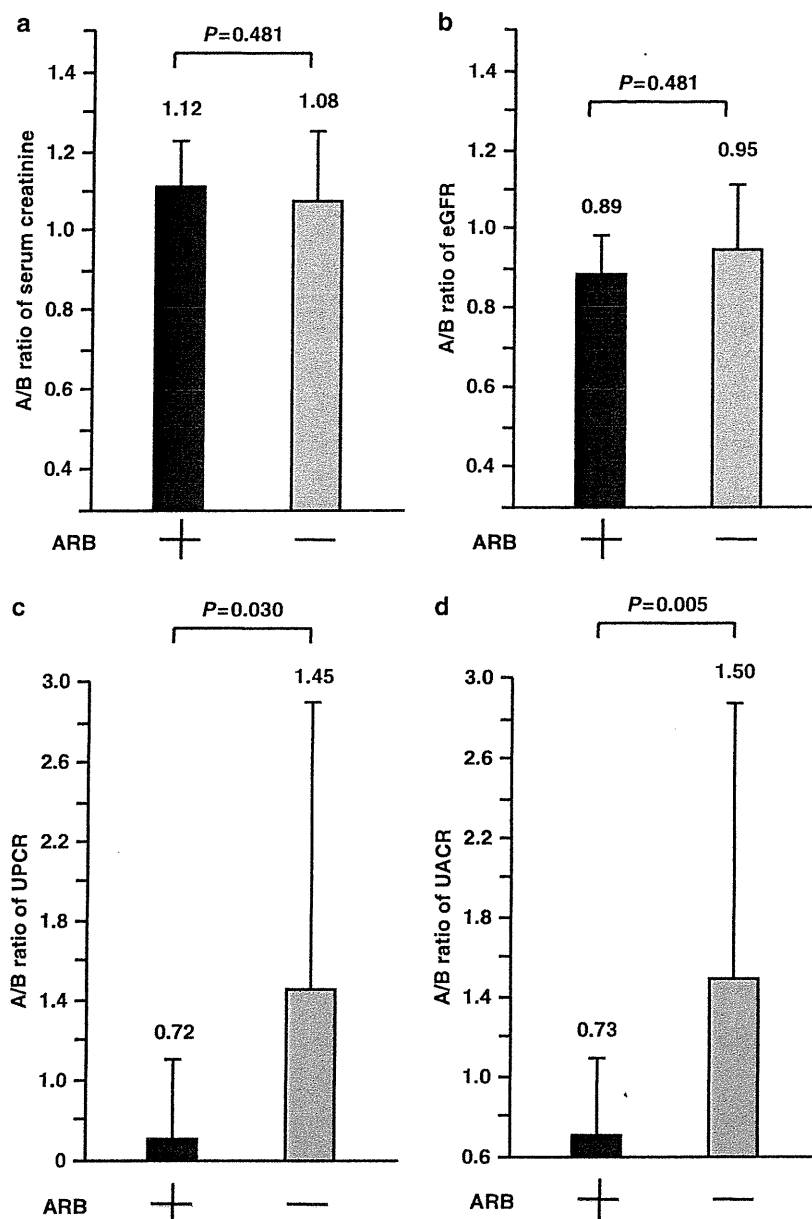 a
P=0.481
A/B ratio of serum creatinine
1.4
1.2
1.0
0.8
0.6
0.4
1.12
1.08
ARB
+
—
b
P=0.481
A/B ratio of eGFR
1.4
1.2
1.0
0.8
0.6
0.4
0.89
0.95
ARB
+
—
c
P=0.030
A/B ratio of UPCR
3.0
2.6
2.2
1.8
1.4
1.0
0
0.72
1.45
ARB
+
—
d
P=0.005
A/B ratio of UACR
3.0
2.6
2.2
1.8
1.4
1.0
0.6
0.73
1.50
ARB
+
—